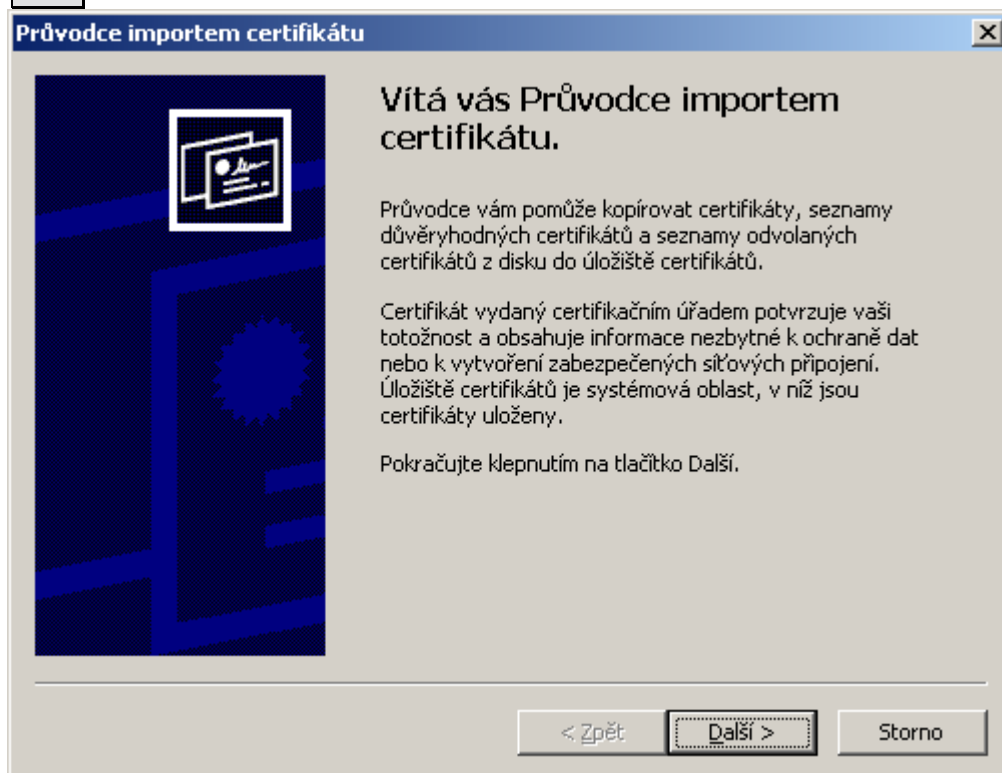 Průvodce importem certifikátu
Vítá vás Průvodce importem
certifikátu.
Průvodce vám pomůže kopírovat certifikáty, seznamy
důvěryhodných certifikátů a seznamy odvolaných
certifikátů z disku do úložiště certifikátů.
Certifikát vydaný certifikačním úřadem potvrzuje vaši
totožnost a obsahuje informace nezbytné k ochraně dat
nebo k vytvoření zabezpečených síťových připojení.
Úložiště certifikátů je systémová oblast, v níž jsou
certifikáty uloženy.
Pokračujte klepnutím na tlačítko Další.
< Zpět Další > Storno